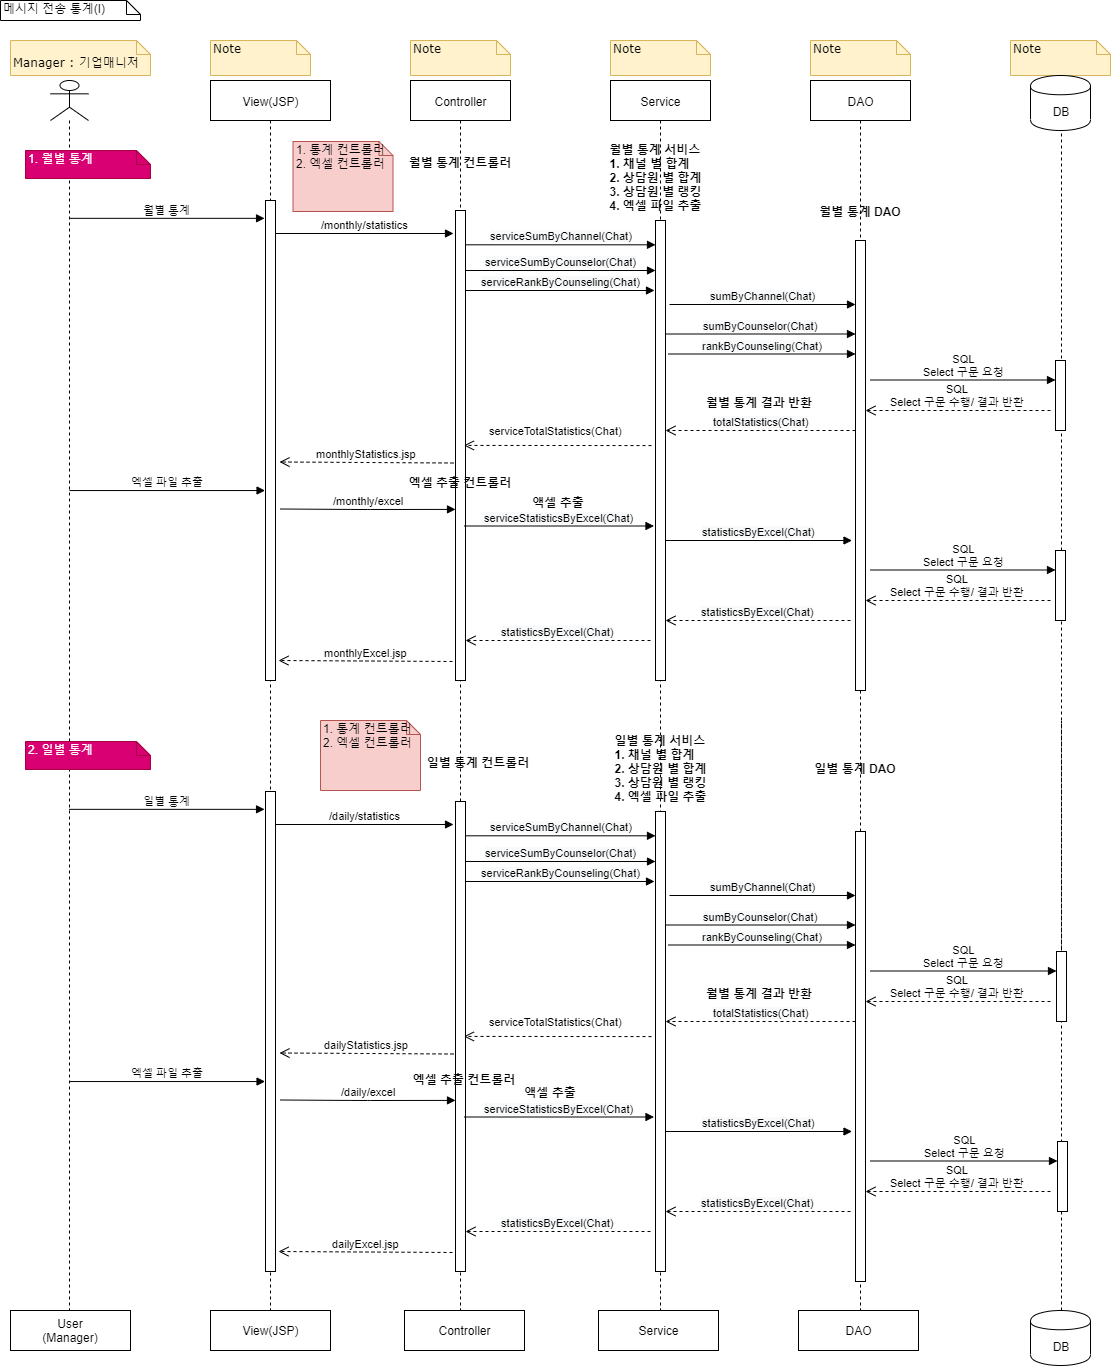 메시지 전송 통계(I)
Manager : 기업매니저
Note
Note
Note
Note
Note
View(JSP)
Controller
Service
DAO
DB
1. 월별 통계
1. 통계 컨트롤러
2. 엑셀 컨트롤러
월별 통계 컨트롤러
월별 통계 서비스
1. 채널 별 합계
2. 상담원 별 합계
3. 상담원 별 랭킹
4. 엑셀 파일 추출
월별 통계 DAO
월별 통계
/monthly/statistics
serviceSumByChannel(Chat)
serviceSumByCounselor(Chat)
serviceRankByCounseling(Chat)
sumByChannel(Chat)
sumByCounselor(Chat)
rankByCounseling(Chat)
SQL
Select 구문 요청
SQL
Select 구문 수행/ 결과 반환
월별 통계 결과 반환
totalStatistics(Chat)
serviceTotalStatistics(Chat)
monthlyStatistics.jsp
엑셀 파일 추출
엑셀 추출 컨트롤러
/monthly/excel
액셀 추출
serviceStatisticsByExcel(Chat)
statisticsByExcel(Chat)
SQL
Select 구문 요청
SQL
Select 구문 수행/ 결과 반환
statisticsByExcel(Chat)
statisticsByExcel(Chat)
monthlyExcel.jsp
2. 일별 통계
1. 통계 컨트롤러
2. 엑셀 컨트롤러
일별 통계 컨트롤러
일별 통계 서비스
1. 채널 별 합계
2. 상담원 별 합계
3. 상담원 별 랭킹
4. 엑셀 파일 추출
일별 통계 DAO
일별 통계
/daily/statistics
serviceSumByChannel(Chat)
serviceSumByCounselor(Chat)
serviceRankByCounseling(Chat)
sumByChannel(Chat)
sumByCounselor(Chat)
rankByCounseling(Chat)
SQL
Select 구문 요청
SQL
Select 구문 수행/ 결과 반환
월별 통계 결과 반환
totalStatistics(Chat)
serviceTotalStatistics(Chat)
dailyStatistics.jsp
엑셀 파일 추출
엑셀 추출 컨트롤러
/daily/excel
액셀 추출
serviceStatisticsByExcel(Chat)
statisticsByExcel(Chat)
SQL
Select 구문 요청
SQL
Select 구문 수행/ 결과 반환
statisticsByExcel(Chat)
statisticsByExcel(Chat)
dailyExcel.jsp
User
(Manager)
View(JSP)
Controller
Service
DAO
DB